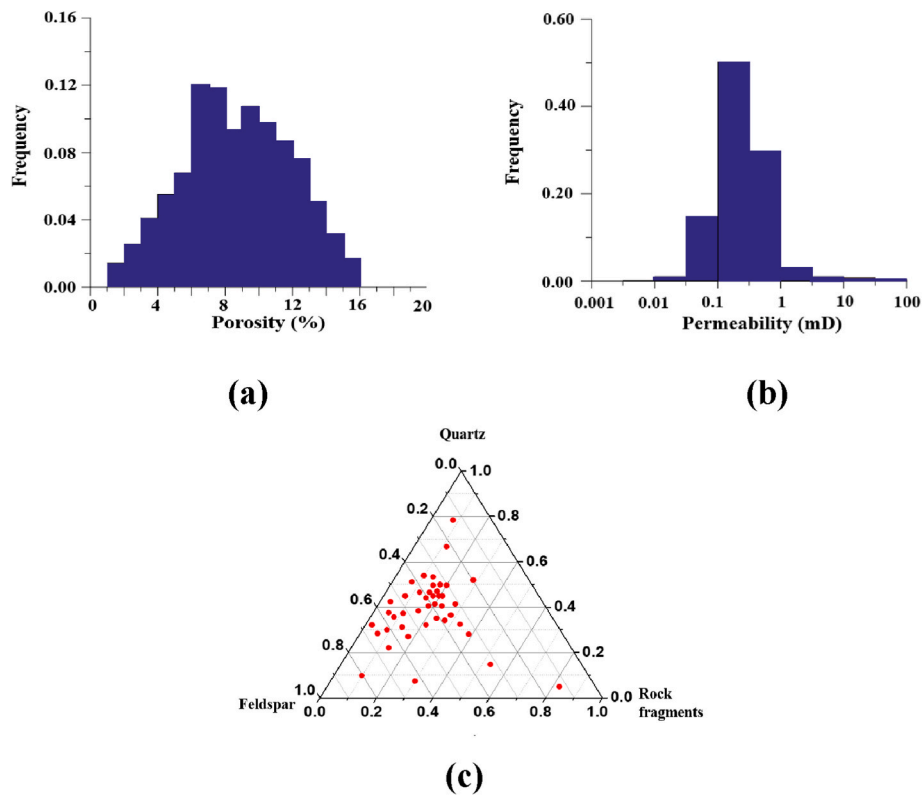 0.16
0.12
0.08
0.04
0.00
Frequency
0 4 8 12 16 20
Porosity (%)
(a)
0.60
0.40
0.20
0.00
Frequency
0.001 0.01 0.1 1 10 100
Permeability (mD)
(b)
Quartz
0.0 1.0
0.2 0.8
0.4 0.6
0.6 0.4
0.8 0.2
1.0 0.0
Feldspar
Rock
fragments
0.0 0.2 0.4 0.6 0.8 1.0
(c)